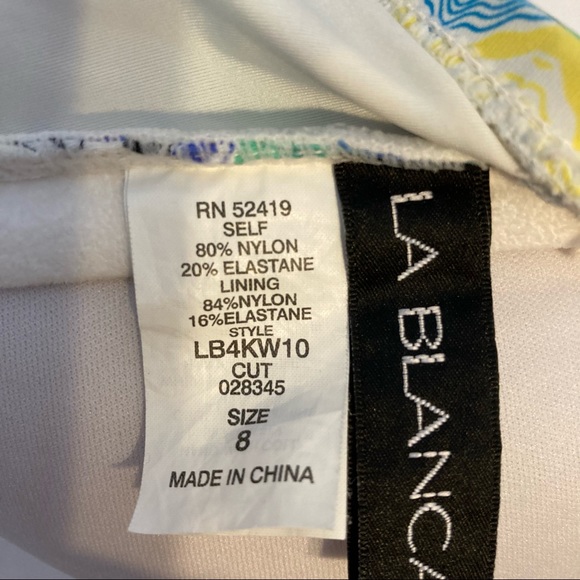 RN 52419
SELF
80% NYLON
20% ELASTANE
LINING
84%NYLON
16%ELASTANE
STYLE
LB4KW10
CUT
028345
SIZE
8
MADE IN CHINA
LA BLANCA